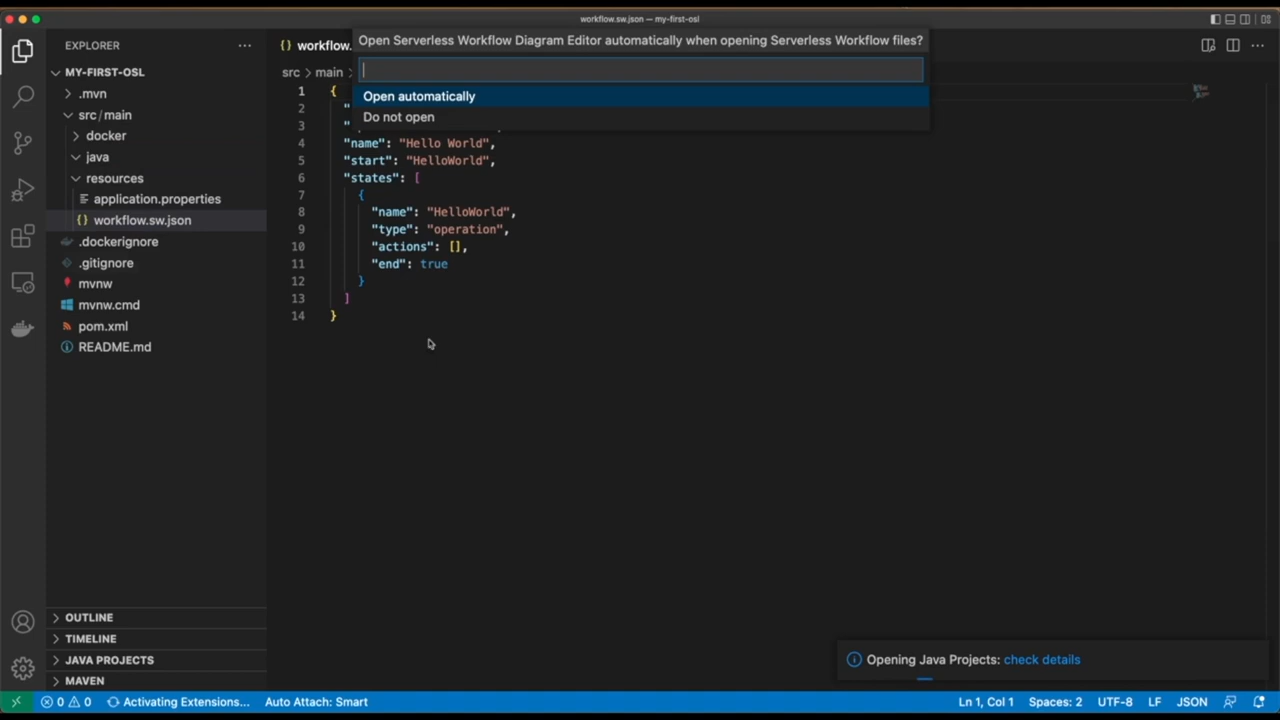 workflow.sw.json — my-first-osl
EXPLORER
MY-FIRST-OSL
.mvn
src/main
docker
java
resources
application.properties
workflow.sw.json
.dockerignore
.gitignore
mvnw
mvnw.cmd
pom.xml
README.md
OUTLINE
TIMELINE
JAVA PROJECTS
MAVEN
{} workflow.
src > main >
Open Serverless Workflow Diagram Editor automatically when opening Serverless Workflow files?
Open automatically
Do not open
1 {
2 "
3 "
4 "name": "Hello World",
5 "start": "HelloWorld",
6 "states": [
7 {
8 "name": "HelloWorld",
9 "type": "operation",
10 "actions": [],
11 "end": true
12 }
13 ]
14 }
Opening Java Projects: check details
0 0 Activating Extensions... Auto Attach: Smart Ln 1, Col 1 Spaces: 2 UTF-8 LF JSON